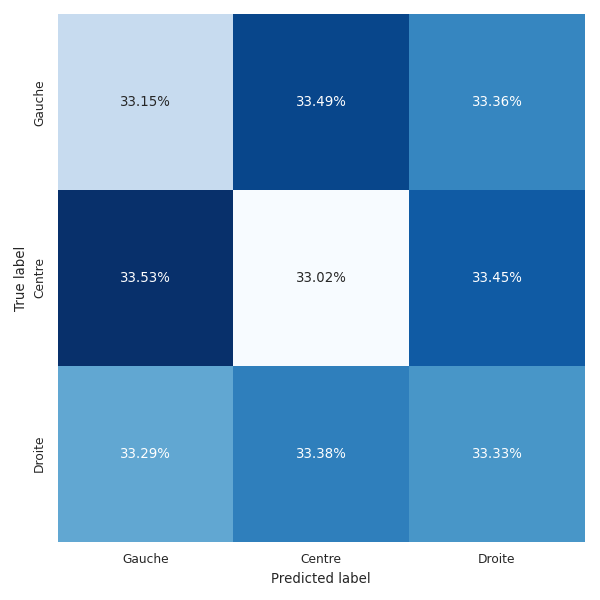 Gauche
33.15% 33.49% 33.36%
True label
Centre
33.53% 33.02% 33.45%
Droite
33.29% 33.38% 33.33%
Gauche Centre Droite
Predicted label